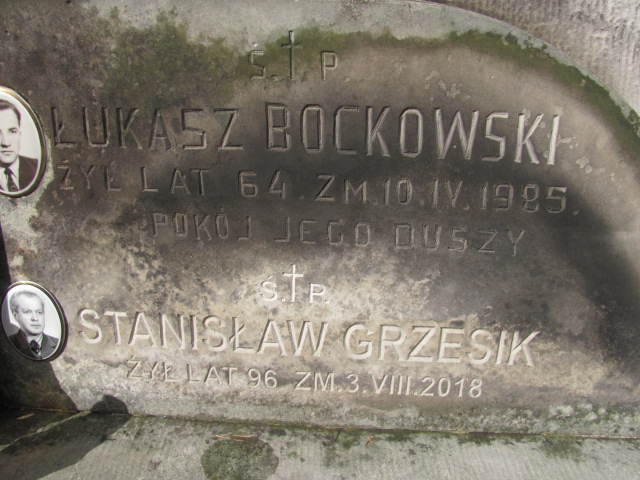 Ś.†P.
ŁUKASZ BOCKOWSKI
ŻYŁ LAT 64. ZM.10.IV.1985.
POKÓJ JEGO DUSZY
Ś.†P.
STANISŁAW GRZESIK
ŻYŁ LAT 96 ZM.3.VIII.2018